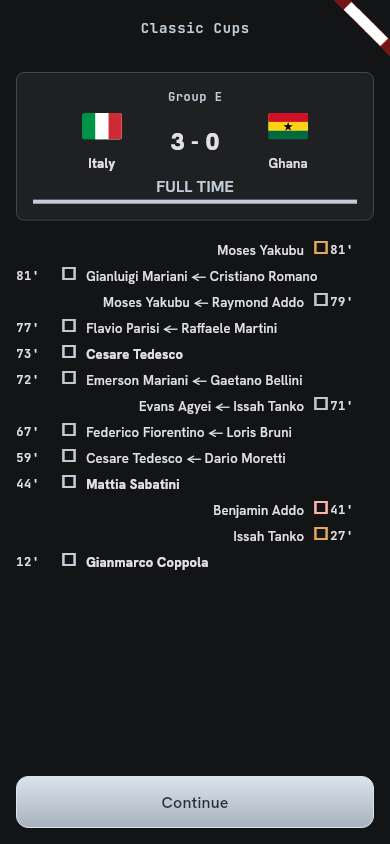 Classic Cups
Group E
3 - 0
Italy
Ghana
FULL TIME
Moses Yakubu 81'
81' Gianluigi Mariani ← Cristiano Romano
Moses Yakubu ← Raymond Addo 79'
77' Flavio Parisi ← Raffaele Martini
73' Cesare Tedesco
72' Emerson Mariani ← Gaetano Bellini
Evans Agyei ← Issah Tanko 71'
67' Federico Fiorentino ← Loris Bruni
59' Cesare Tedesco ← Dario Moretti
44' Mattia Sabatini
Benjamin Addo 41'
Issah Tanko 27'
12' Gianmarco Coppola
Continue